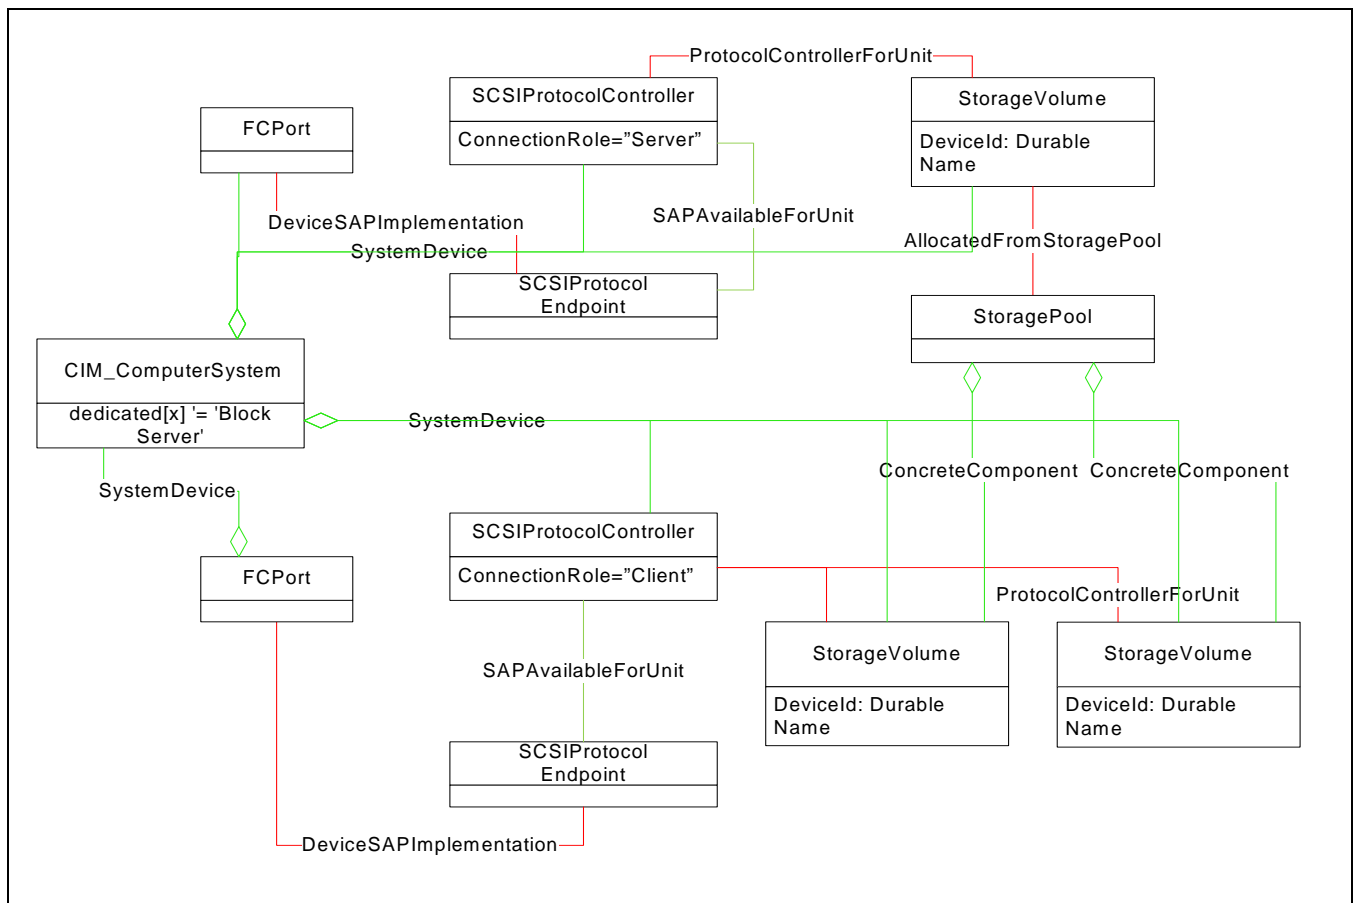 ProtocolControllerForUnit
SCSIProtocolController
ConnectionRole=”Server”
StorageVolume
DeviceId: Durable
Name
FCPort
DeviceSAPImplementation
SAPAvailableForUnit
SystemDevice
AllocatedFromStoragePool
SCSIProtocol
Endpoint
StoragePool
CIM_ComputerSystem
dedicated[x] '= 'Block
Server'
SystemDevice
SystemDevice
ConcreteComponent
ConcreteComponent
SCSIProtocolController
ConnectionRole=”Client”
FCPort
ProtocolControllerForUnit
StorageVolume
DeviceId: Durable
Name
StorageVolume
DeviceId: Durable
Name
SAPAvailableForUnit
SCSIProtocol
Endpoint
DeviceSAPImplementation